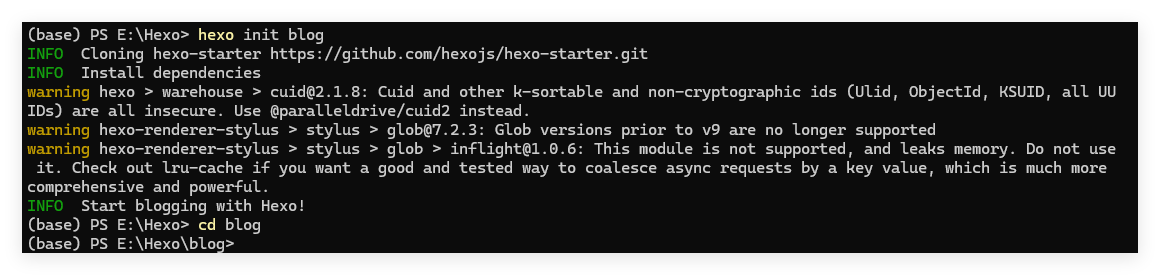 (base) PS E:\Hexo> hexo init blog
INFO  Cloning hexo-starter https://github.com/hexojs/hexo-starter.git
INFO  Install dependencies
warning hexo > warehouse > cuid@2.1.8: Cuid and other k-sortable and non-cryptographic ids (Ulid, ObjectId, KSUID, all UU
IDs) are all insecure. Use @paralleldrive/cuid2 instead.
warning hexo-renderer-stylus > stylus > glob@7.2.3: Glob versions prior to v9 are no longer supported
warning hexo-renderer-stylus > stylus > glob > inflight@1.0.6: This module is not supported, and leaks memory. Do not use
 it. Check out lru-cache if you want a good and tested way to coalesce async requests by a key value, which is much more
comprehensive and powerful.
INFO  Start blogging with Hexo!
(base) PS E:\Hexo> cd blog
(base) PS E:\Hexo\blog>